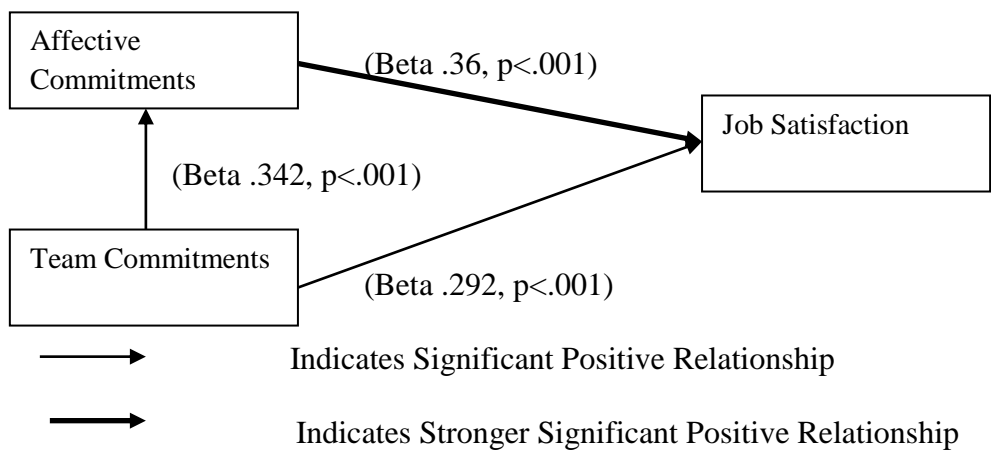 Affective
Commitments
(Beta .36, p<.001)
Job Satisfaction
(Beta .342, p<.001)
Team Commitments
(Beta .292, p<.001)
Indicates Significant Positive Relationship
Indicates Stronger Significant Positive Relationship